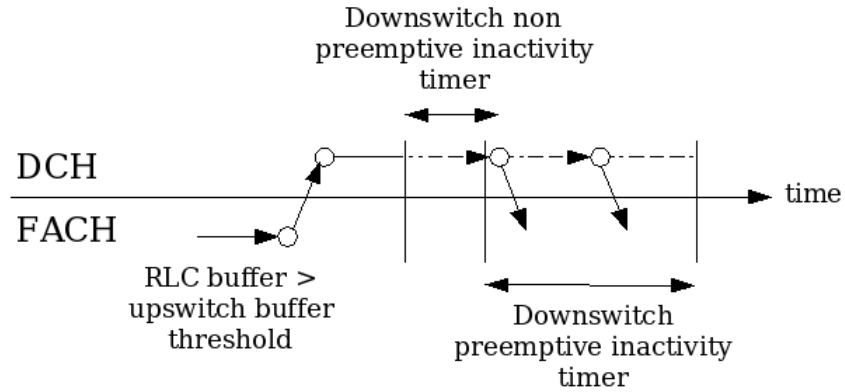 Downswitch non
preemptive inactivity
timer
DCH
time
FACH
RLC buffer >
upswitch buffer
threshold
Downswitch
preemptive inactivity
timer